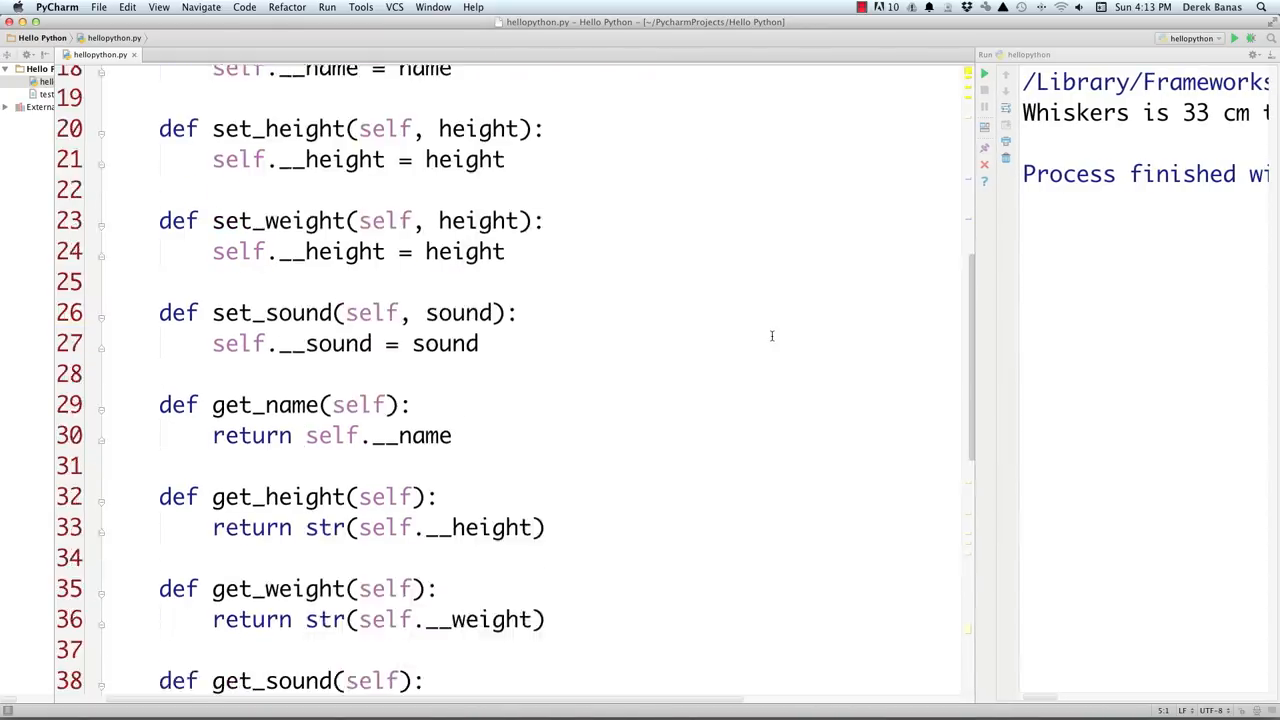 PyCharm File Edit View Navigate Code Refactor Run Tools VCS Window Help 10 Sun 4:13 PM Derek Banas
hellopython.py – Hello Python – [~/PycharmProjects/Hello Python]
Hello Python hellopython.py hellopython
hellopython.py Run hellopython
Hello P
hell
test
Externa
18 self.__name = name
19
20 def set_height(self, height):
21 self.__height = height
22
23 def set_weight(self, height):
24 self.__height = height
25
26 def set_sound(self, sound):
27 self.__sound = sound
28
29 def get_name(self):
30 return self.__name
31
32 def get_height(self):
33 return str(self.__height)
34
35 def get_weight(self):
36 return str(self.__weight)
37
38 def get_sound(self):
/Library/Frameworks
Whiskers is 33 cm t
Process finished wi
5:1 LF UTF-8